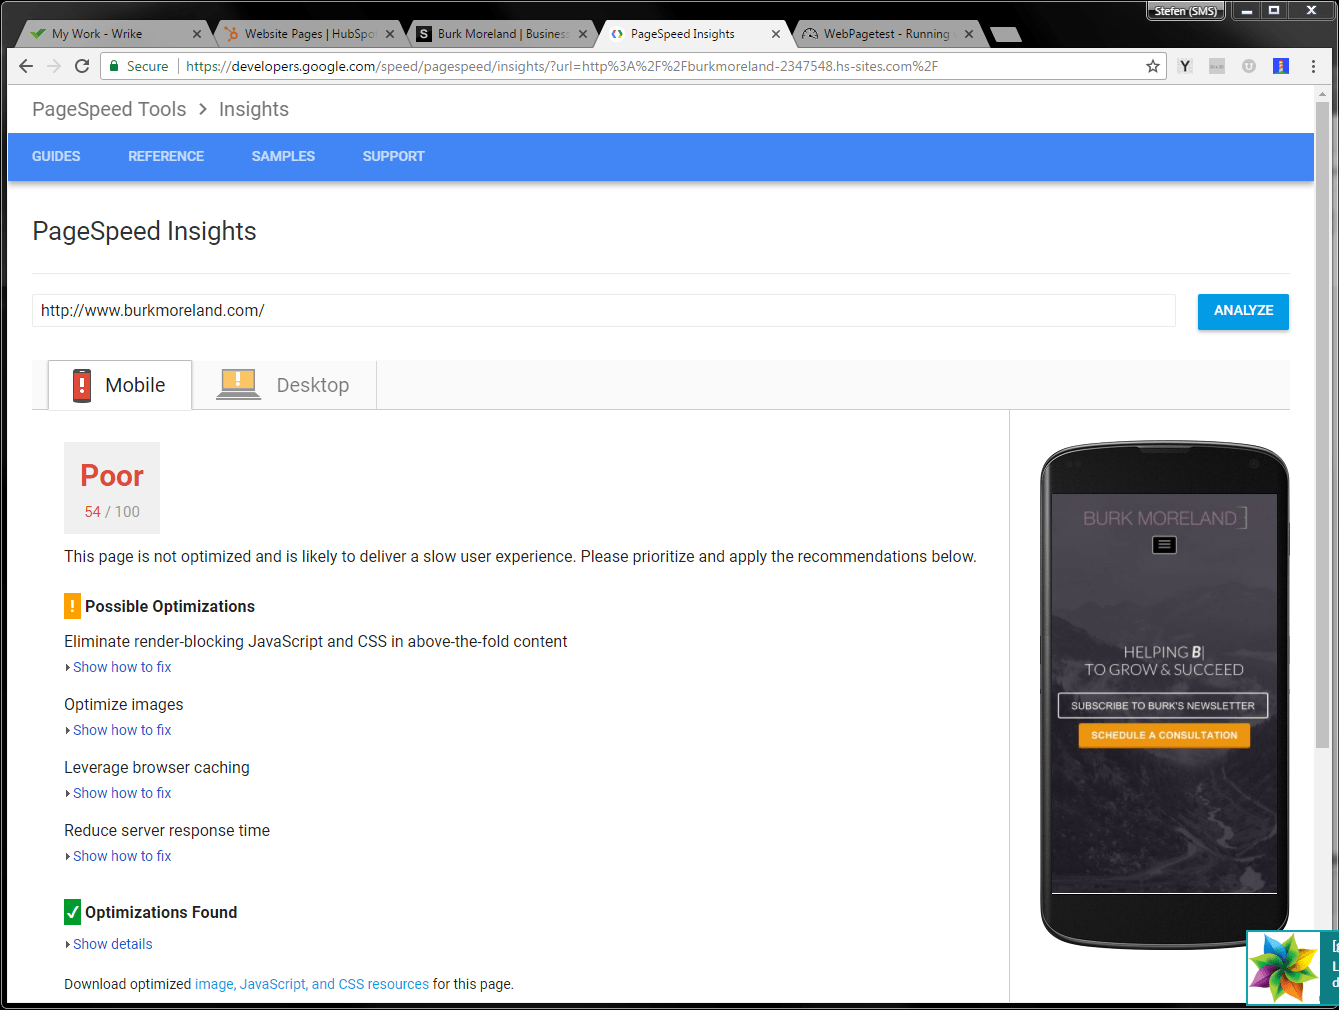 Stefen (SMS)
My Work - Wrike
Website Pages | HubSpo
Burk Moreland | Business
PageSpeed Insights
WebPagetest - Running
Secure
https://developers.google.com/speed/pagespeed/insights/?url=http%3A%2F%2Fburkmoreland-2347548.hs-sites.com%2F
PageSpeed Tools > Insights
GUIDES REFERENCE SAMPLES SUPPORT
PageSpeed Insights
http://www.burkmoreland.com/
ANALYZE
Mobile
Desktop
Poor
54 / 100
This page is not optimized and is likely to deliver a slow user experience. Please prioritize and apply the recommendations below.
Possible Optimizations
Eliminate render-blocking JavaScript and CSS in above-the-fold content
Show how to fix
Optimize images
Show how to fix
Leverage browser caching
Show how to fix
Reduce server response time
Show how to fix
Optimizations Found
Show details
Download optimized image, JavaScript, and CSS resources for this page.
BURK MORELAND
HELPING B|
TO GROW & SUCCEED
SUBSCRIBE TO BURK'S NEWSLETTER
SCHEDULE A CONSULTATION